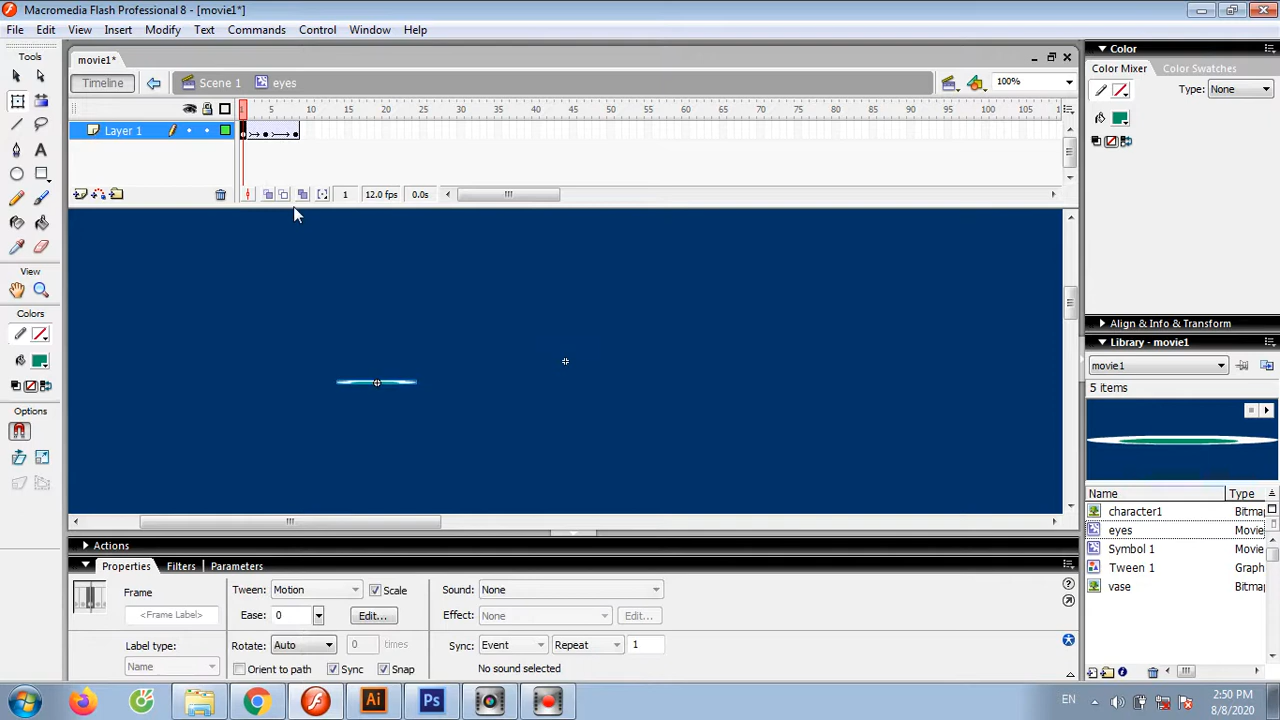 Macromedia Flash Professional 8 - [movie1*]
File Edit View Insert Modify Text Commands Control Window Help
Tools
View
Colors
Options
movie1*
Timeline Scene 1 eyes 100%
5 10 15 20 25 30 35 40 45 50 55 60 65 70 75 80 85 90 95 100 105
Layer 1
1 12.0 fps 0.0s
Actions
Properties Filters Parameters
Frame
<Frame Label>
Label type:
Name
Tween: Motion Scale
Ease: 0 Edit...
Rotate: Auto 0 times
Orient to path Sync Snap
Sound: None
Effect: None Edit...
Sync: Event Repeat 1
No sound selected
Color
Color Mixer Color Swatches
Type: None
Align & Info & Transform
Library - movie1
movie1
5 items
Name Type
character1 Bitma
eyes Movie
Symbol 1 Movie
Tween 1 Graph
vase Bitma
Ai Ps
EN
2:50 PM
8/8/2020